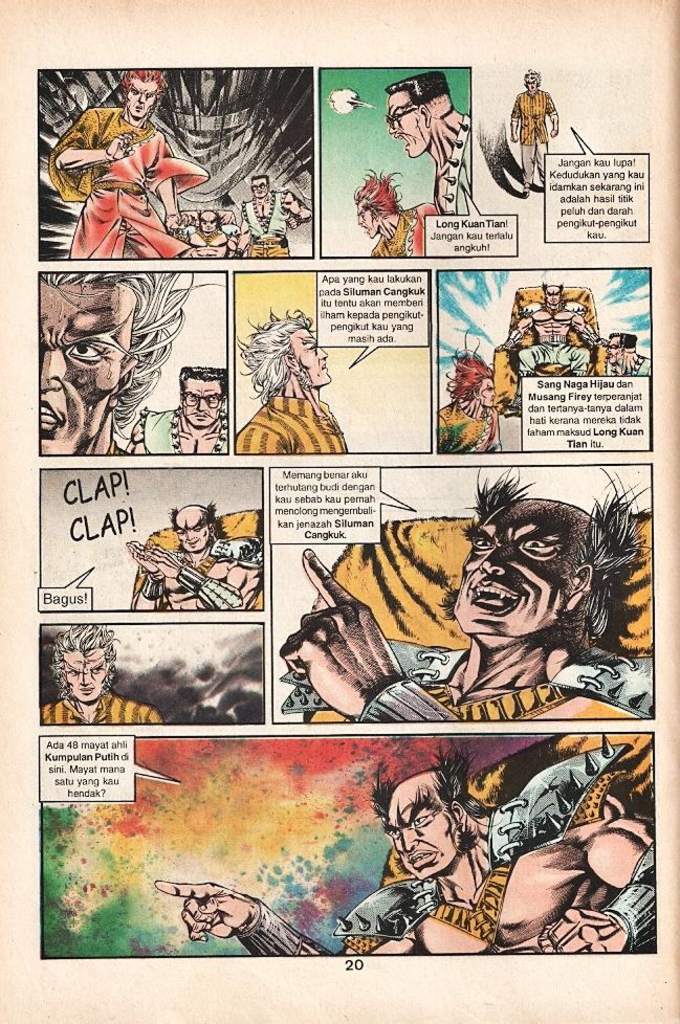 Long Kuan Tian!
Jangan kau terlalu
angkuh!
Jangan kau lupa!
Kedudukan yang kau
idamkan sekarang ini
adalah hasil titik
peluh dan darah
pengikut-pengikut
kau.
Apa yang kau lakukan
pada Siluman Cangkuk
itu tentu akan memberi
ilham kepada pengikut-
pengikut kau yang
masih ada.
Sang Naga Hijau dan
Musang Firey terperanjat
dan tertanya-tanya dalam
hati kerana mereka tidak
faham maksud Long Kuan
Tian itu.
CLAP!
CLAP!
Bagus!
Memang benar aku
terhutang budi dengan
kau sebab kau pernah
menolong mengembali-
kan jenazah Siluman
Cangkuk.
Ada 48 mayat ahli
Kumpulan Putih di
sini. Mayat mana
satu yang kau
hendak?
20